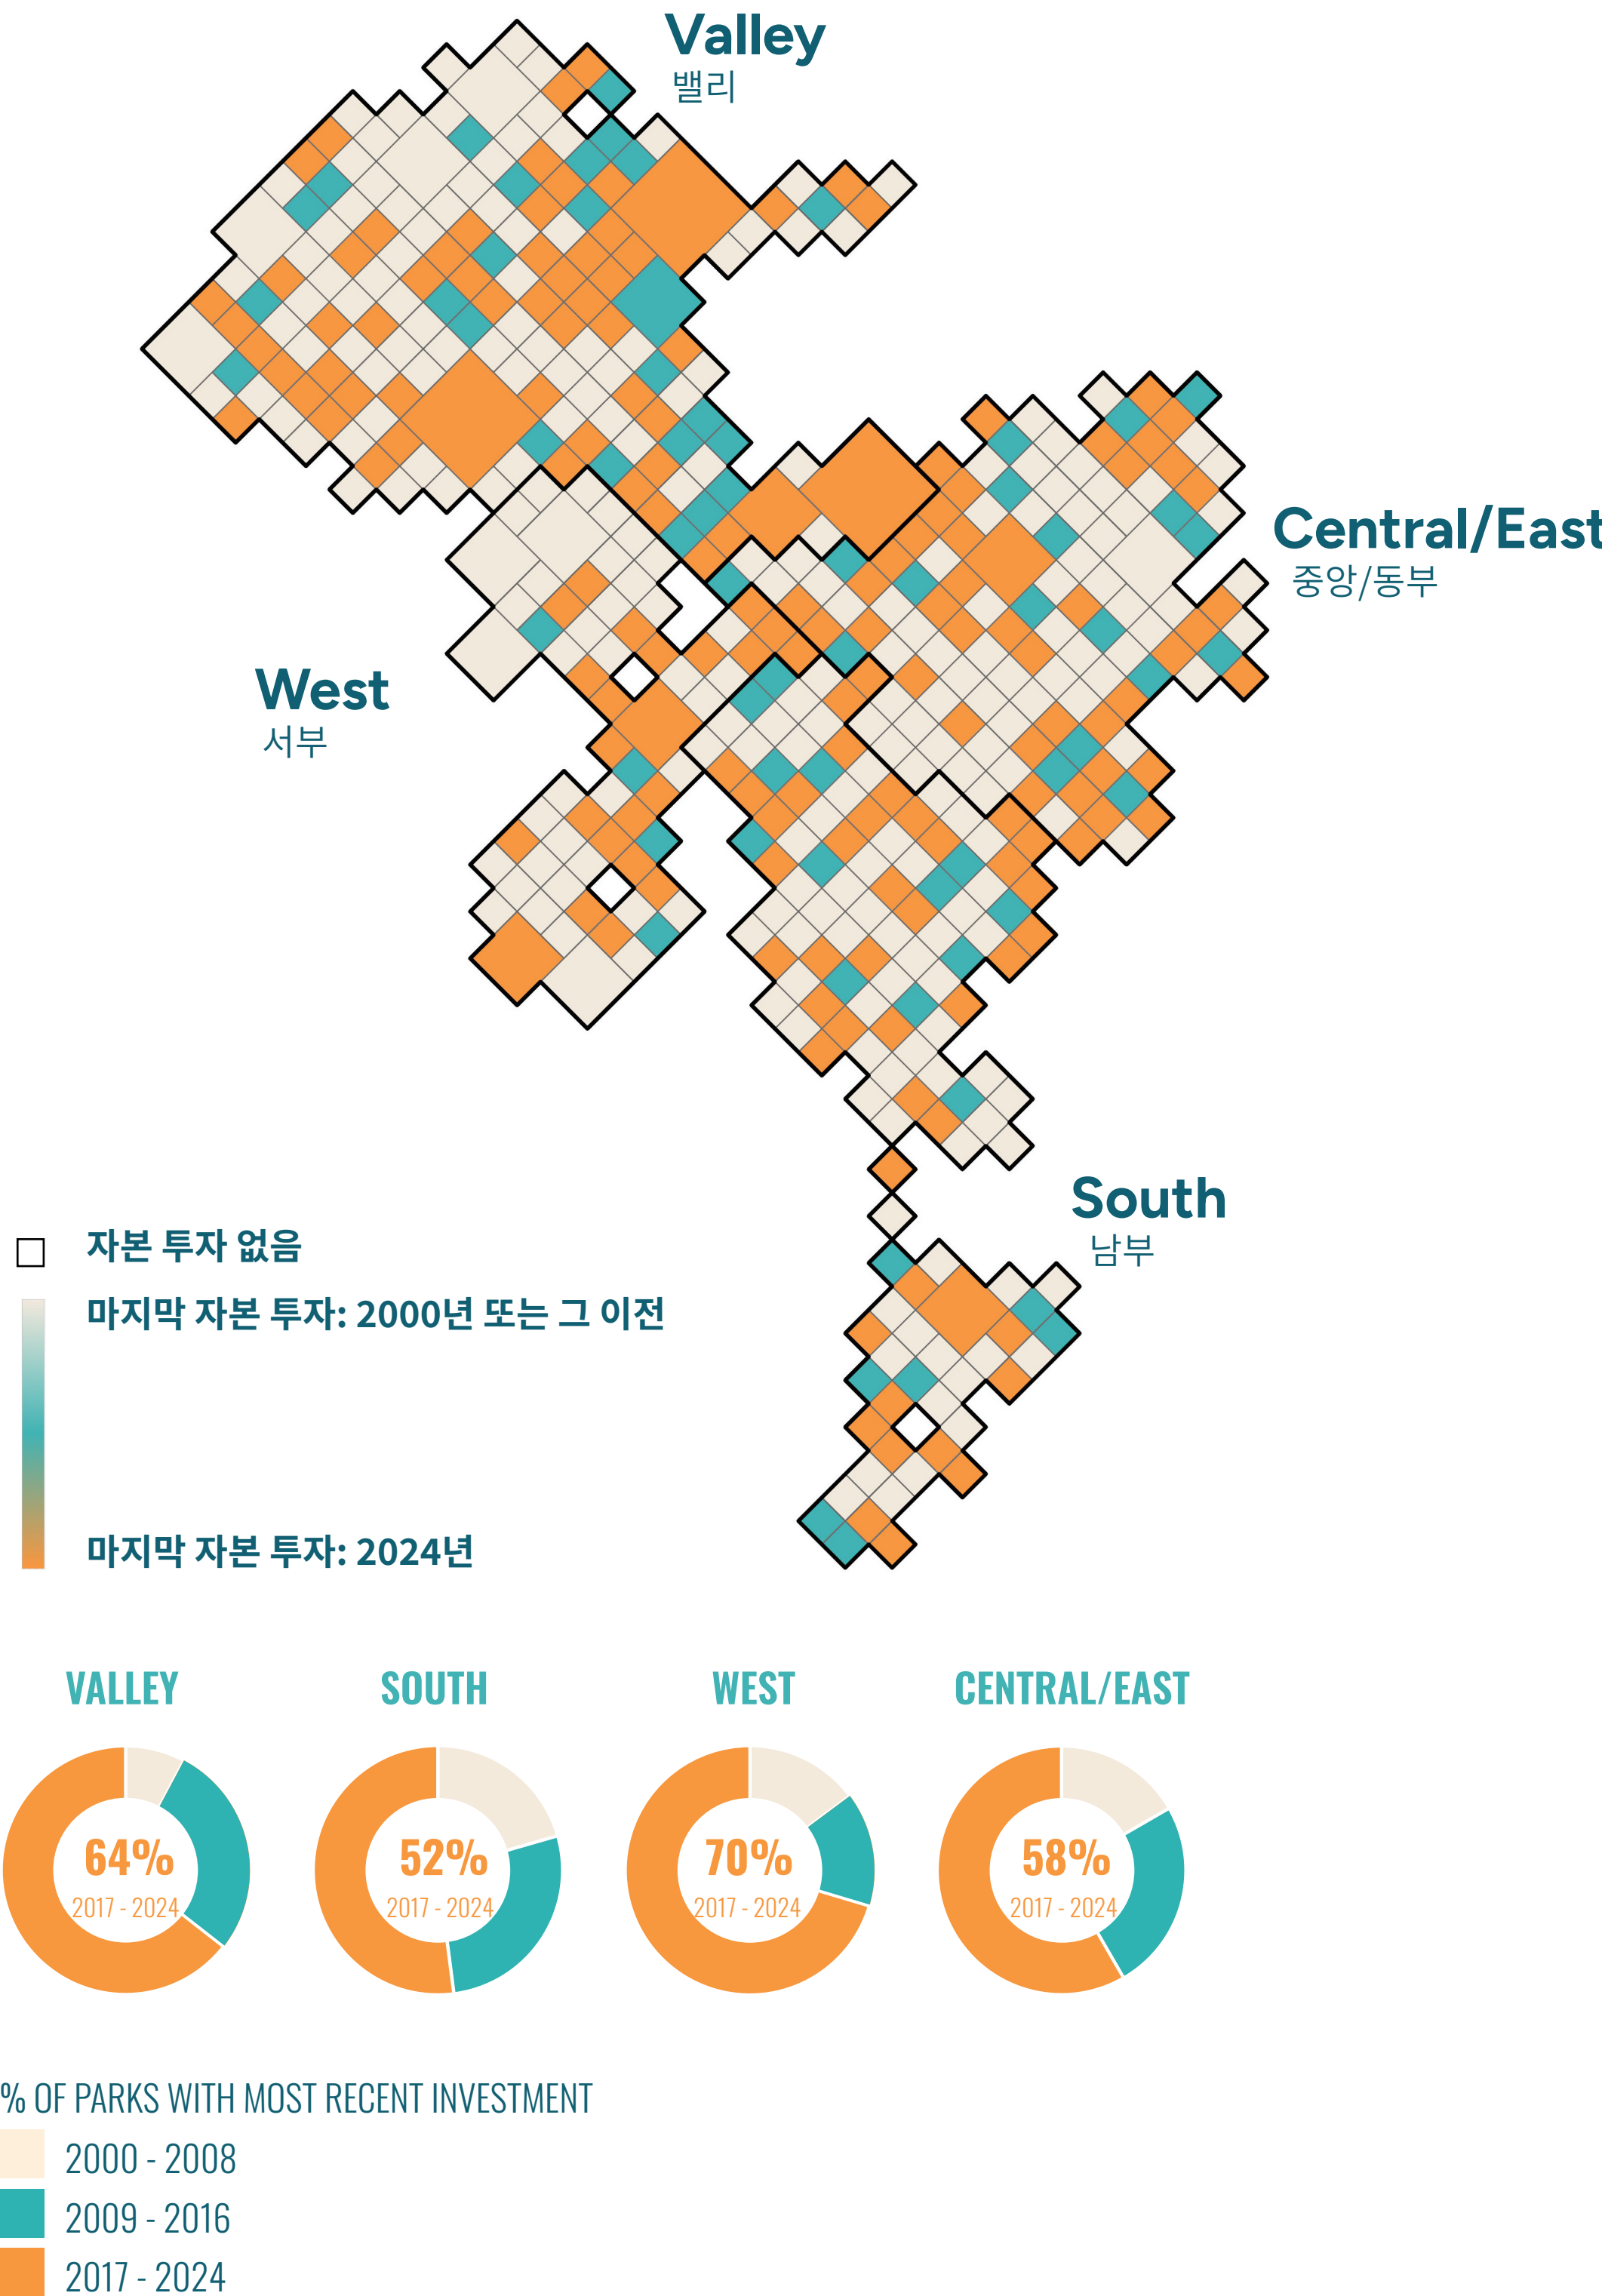 Valley
밸리
Central/East
중앙/동부
West
서부
South
남부
자본 투자 없음
마지막 자본 투자: 2000년 또는 그 이전
마지막 자본 투자: 2024년
VALLEY
SOUTH
WEST
CENTRAL/EAST
64%
2017 - 2024
52%
2017 - 2024
70%
2017 - 2024
58%
2017 - 2024
% OF PARKS WITH MOST RECENT INVESTMENT
2000 - 2008
2009 - 2016
2017 - 2024